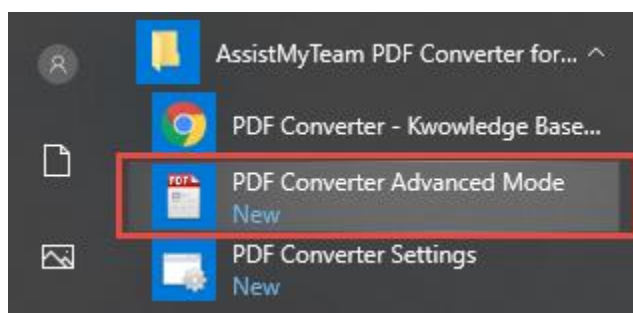 AssistMyTeam PDF Converter for...
PDF Converter - Kwowledge Base...
PDF Converter Advanced Mode
New
PDF Converter Settings
New